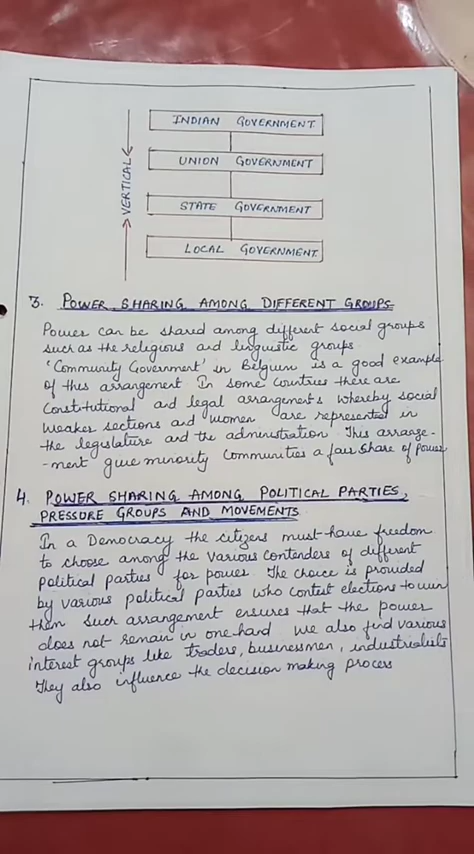 INDIAN GOVERNMENT
UNION GOVERNMENT
STATE GOVERNMENT
LOCAL GOVERNMENT
VERTICAL
3. POWER SHARING AMONG DIFFERENT GROUPS
Power can be shared among different social groups
such as the religious and linguistic groups.
'Community Government' in Belgium is a good example
of this arrangement. In some countries there are
Constitutional and legal arrangements whereby social
weaker sections and women are represented in
the legislature and the administration. This arrange-
-ment give minority communities a fair share of power
4. POWER SHARING AMONG POLITICAL PARTIES,
PRESSURE GROUPS AND MOVEMENTS
In a Democracy the citizens must have freedom
to choose among the various contenders of different
political parties for power. The choice is provided
by various political parties who contest elections to win
them Such arrangement ensures that the power
does not remain in one hand We also find various
interest groups like traders, businessmen, industrialists
They also influence the decision making process